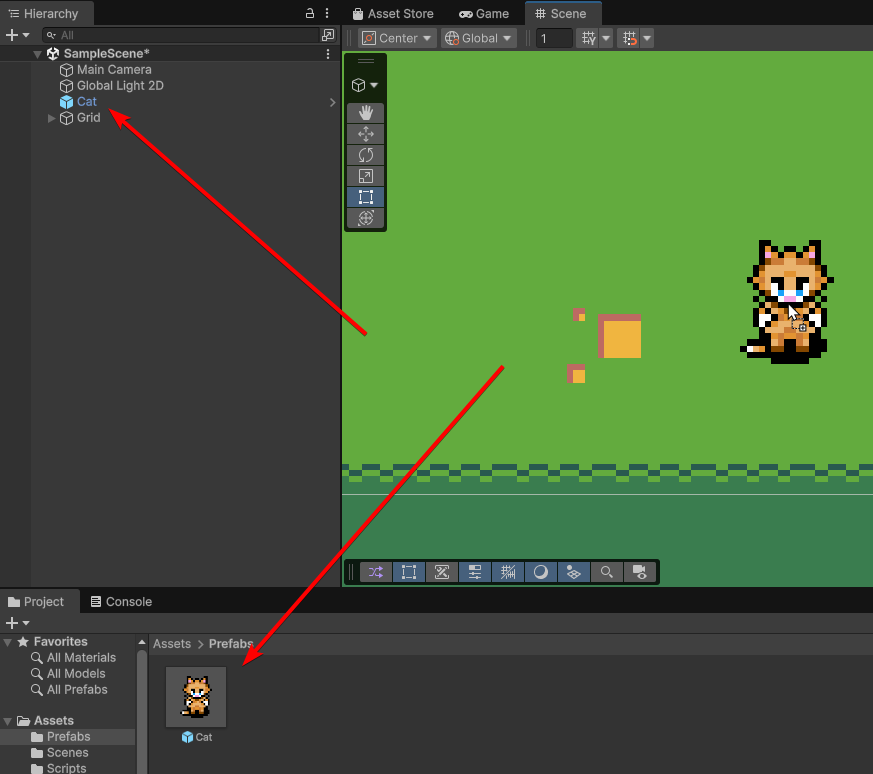 Hierarchy
Asset Store
Game
Scene
All
Center
Global
1
SampleScene*
Main Camera
Global Light 2D
Cat
Grid
Project
Console
Favorites
All Materials
All Models
All Prefabs
Assets
Prefabs
Scenes
Scripts
Assets > Prefabs
Cat